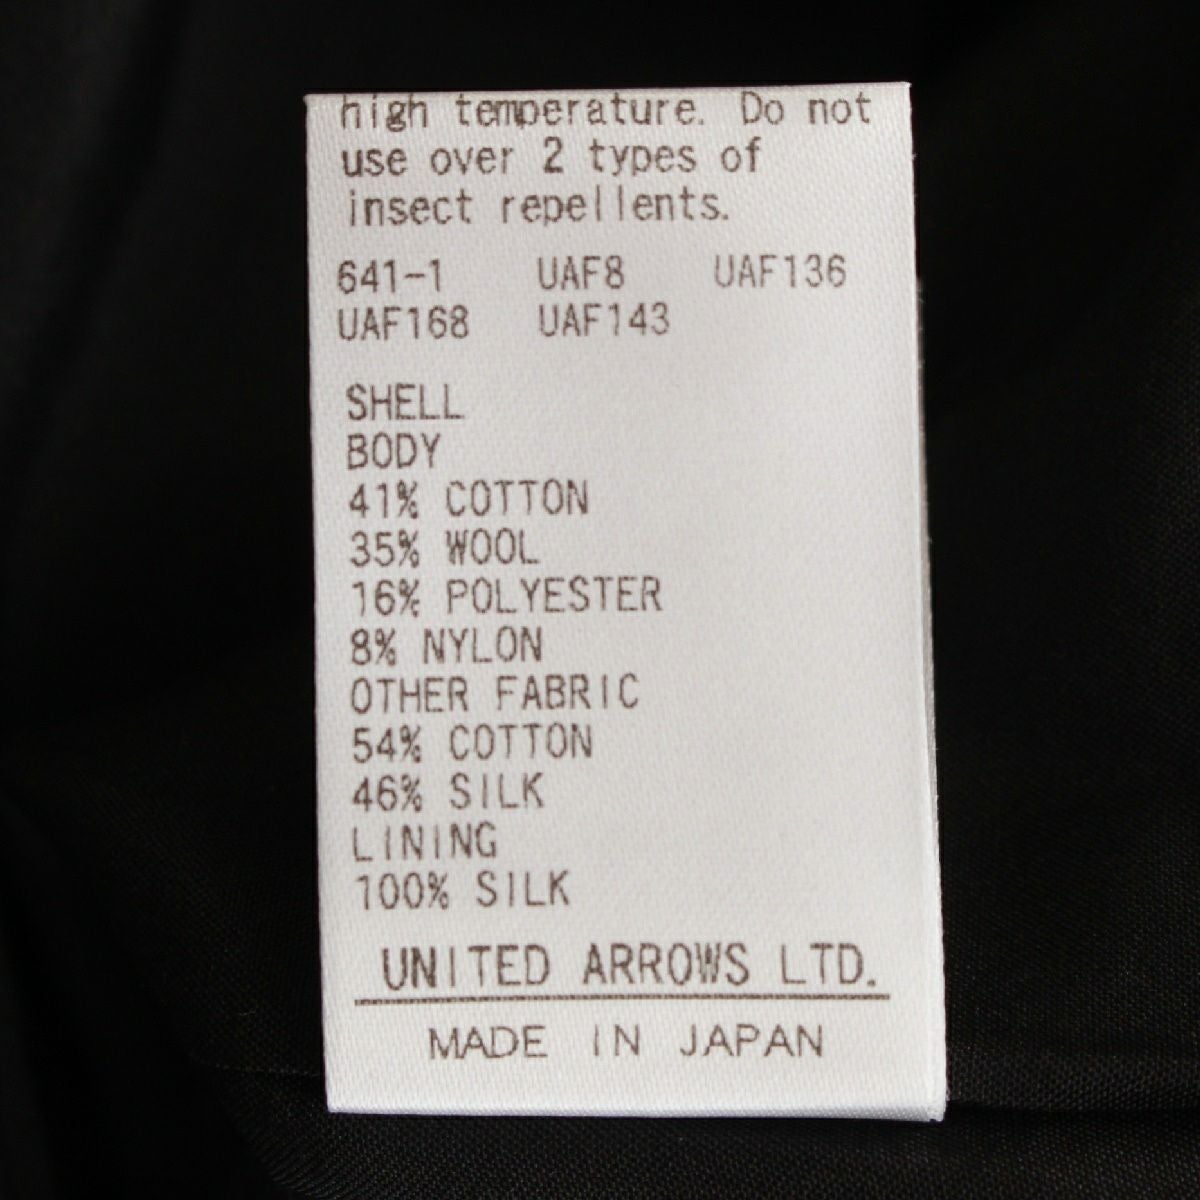 high temperature. Do not
use over 2 types of
insect repellents.
641-1 UAF8 UAF136
UAF168 UAF143
SHELL
BODY
41% COTTON
35% WOOL
16% POLYESTER
8% NYLON
OTHER FABRIC
54% COTTON
46% SILK
LINING
100% SILK
UNITED ARROWS LTD.
MADE IN JAPAN